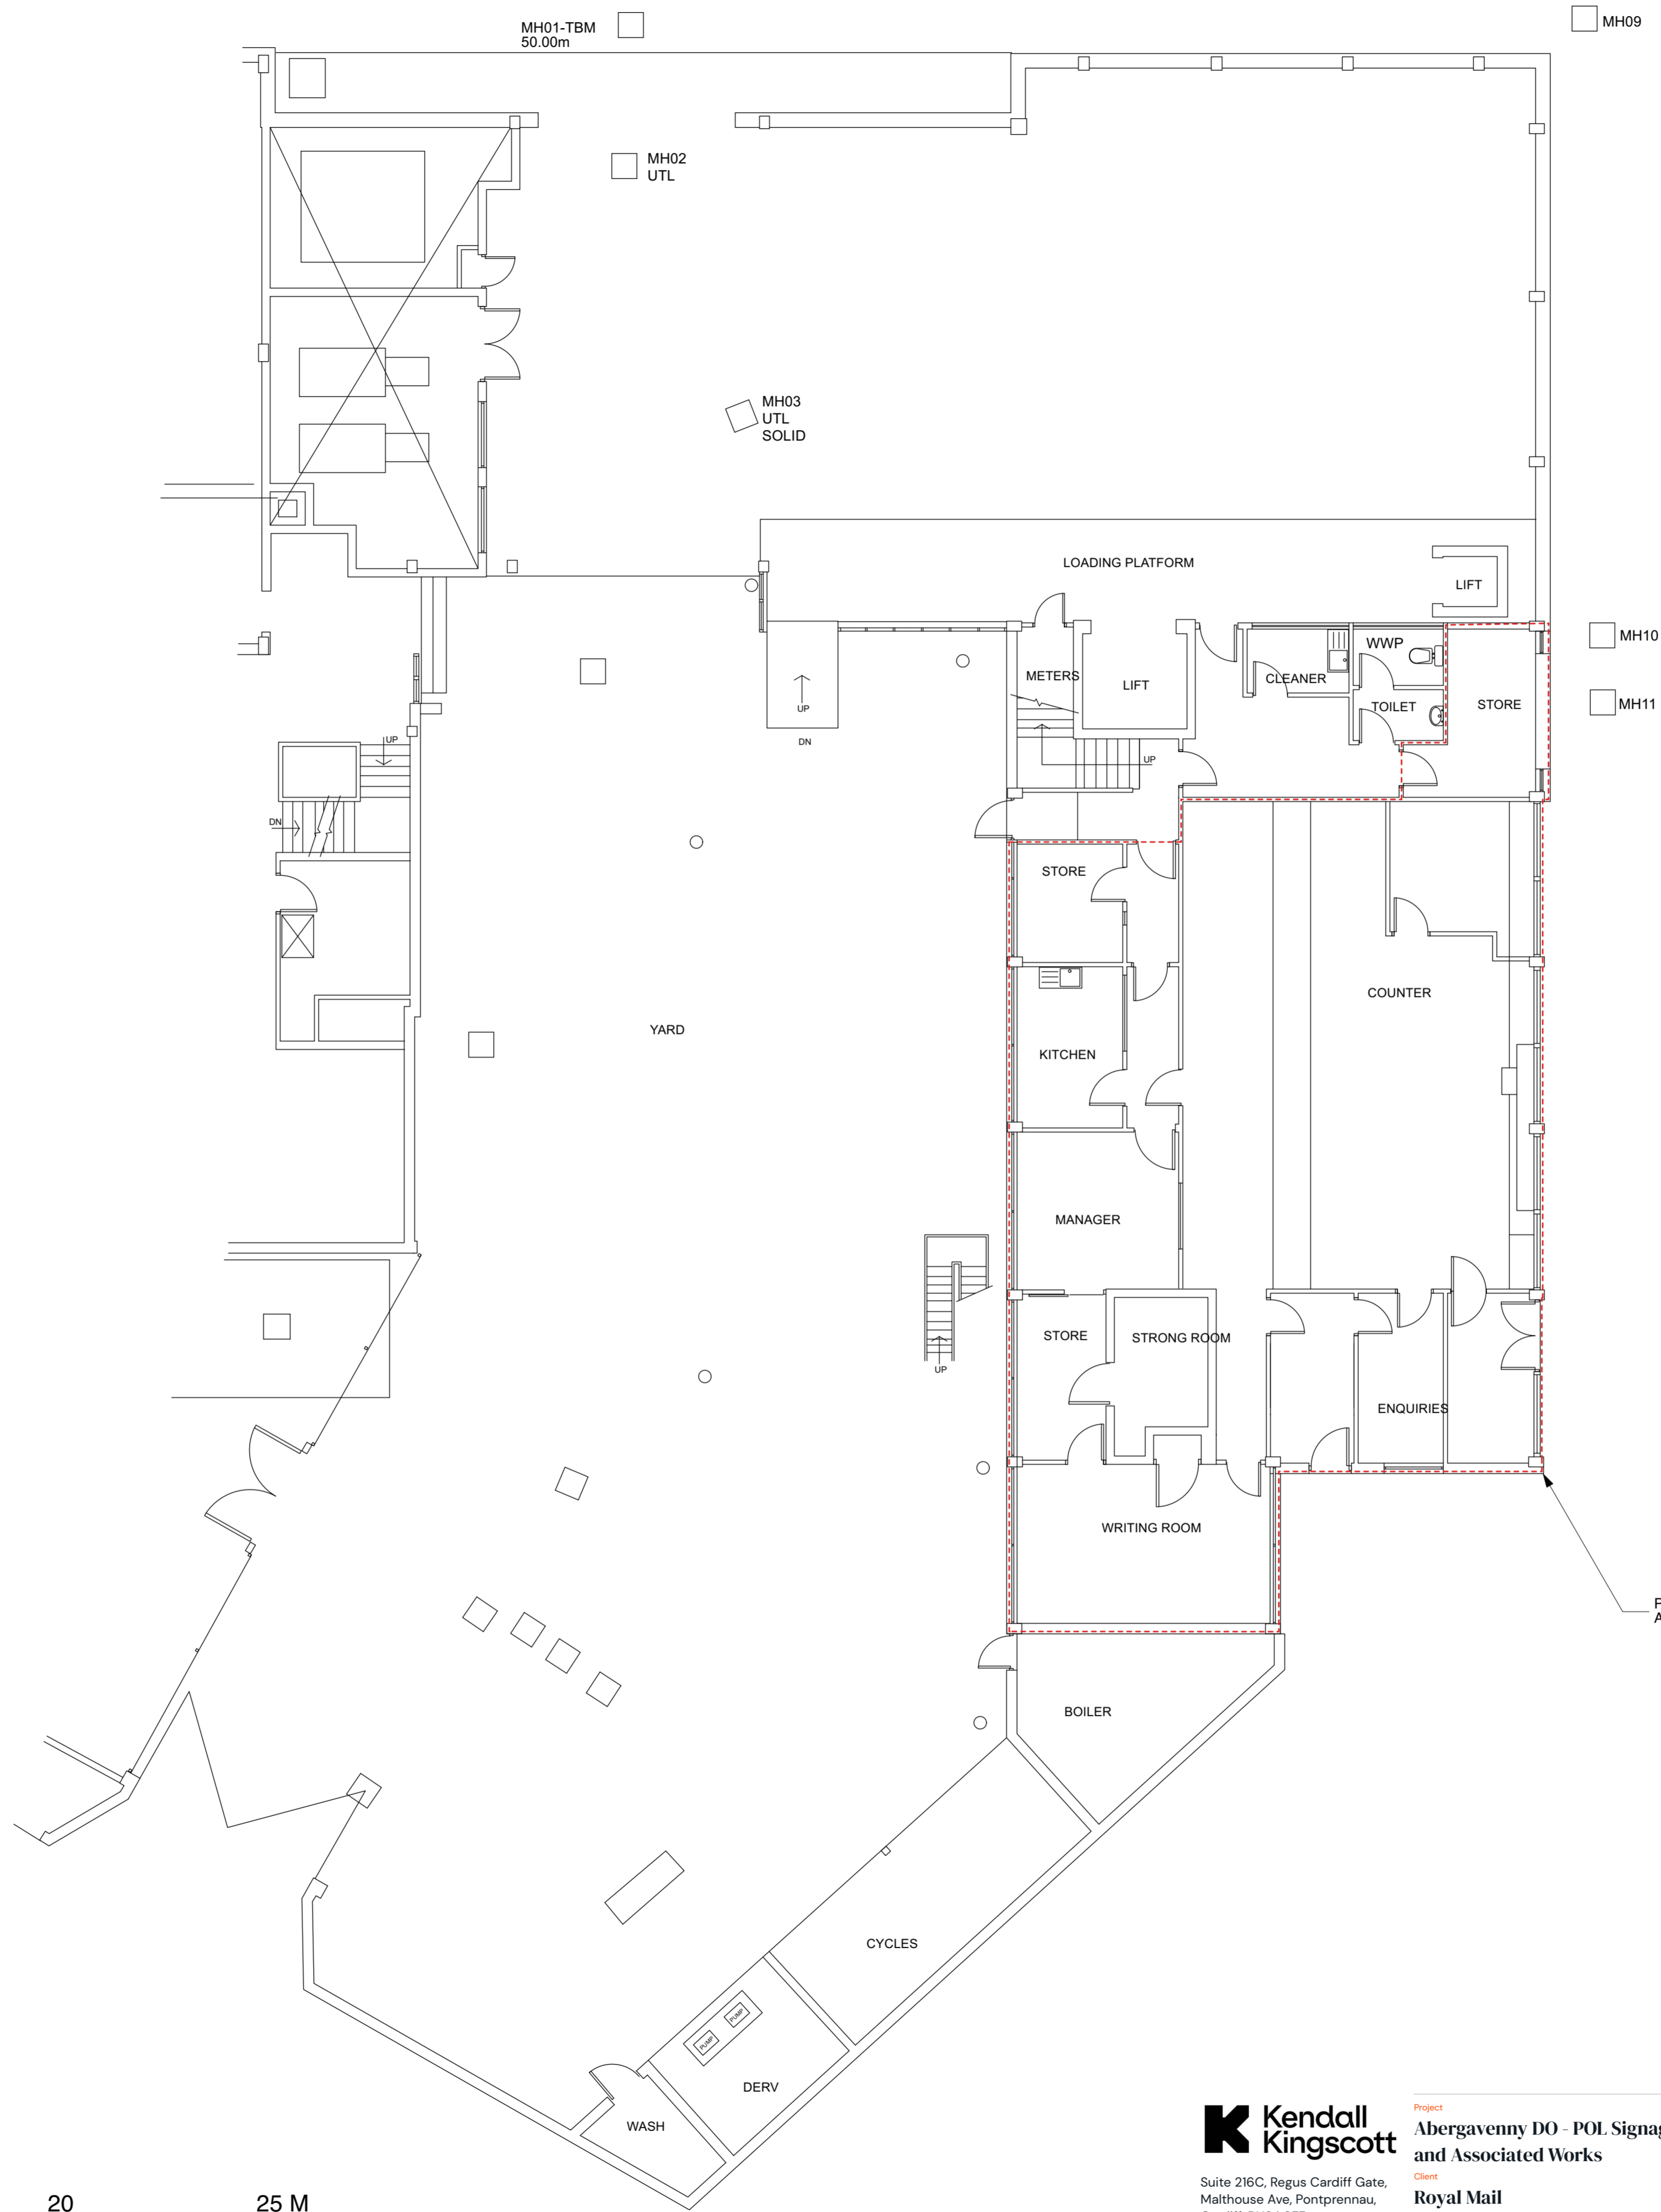 MH01-TBM
50.00m
MH09
MH02
UTL
MH03
UTL
SOLID
LOADING PLATFORM
LIFT
MH10
WWP
METERS
LIFT
CLEANER
TOILET
STORE
MH11
UP
DN
UP
UP
DN
STORE
COUNTER
YARD
KITCHEN
MANAGER
STORE
STRONG ROOM
UP
ENQUIRIES
WRITING ROOM
BOILER
CYCLES
PUMP
PUMP
DERV
WASH
Kendall
Kingscott
Suite 216C, Regus Cardiff Gate,
Malthouse Ave, Pontprennau,
Project
Abergavenny DO - POL Signag
and Associated Works
Client
Royal Mail
20 25 M